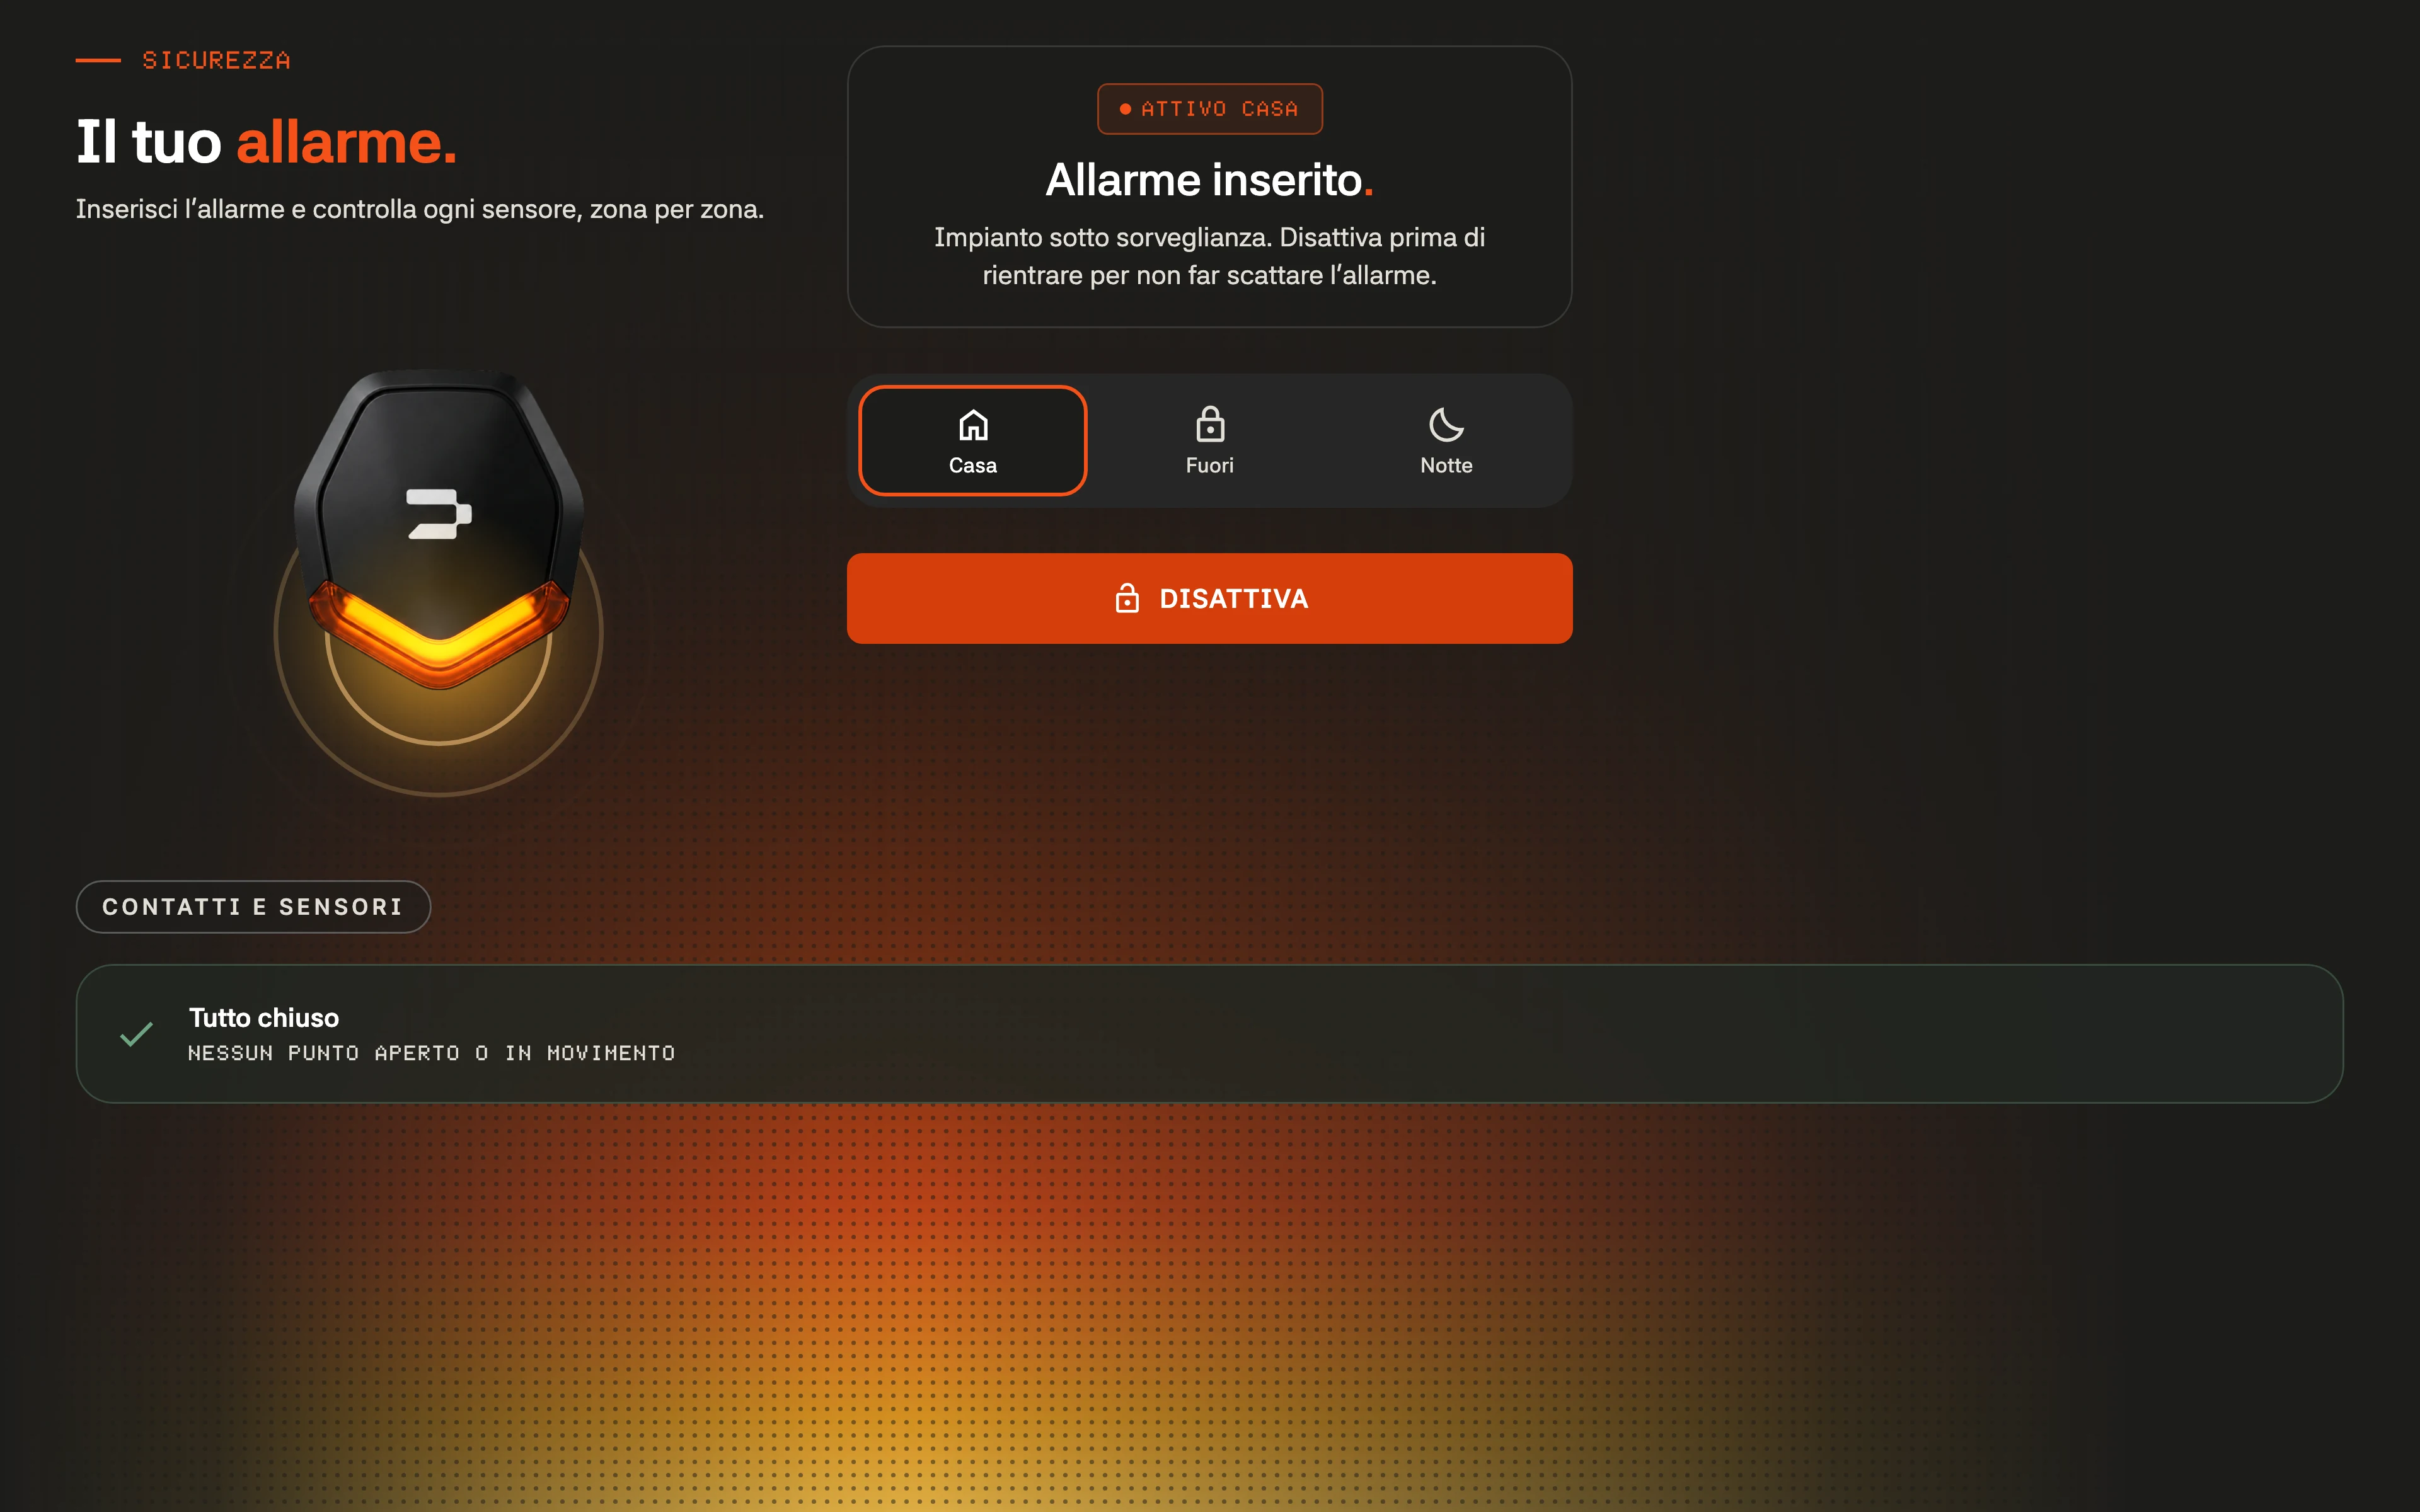 SICUREZZA
Il tuo allarme.
Inserisci l’allarme e controlla ogni sensore, zona per zona.
ATTIVO CASA
Allarme inserito.
Impianto sotto sorveglianza. Disattiva prima di
rientrare per non far scattare l’allarme.
Casa
Fuori
Notte
DISATTIVA
CONTATTI E SENSORI
Tutto chiuso
NESSUN PUNTO APERTO O IN MOVIMENTO